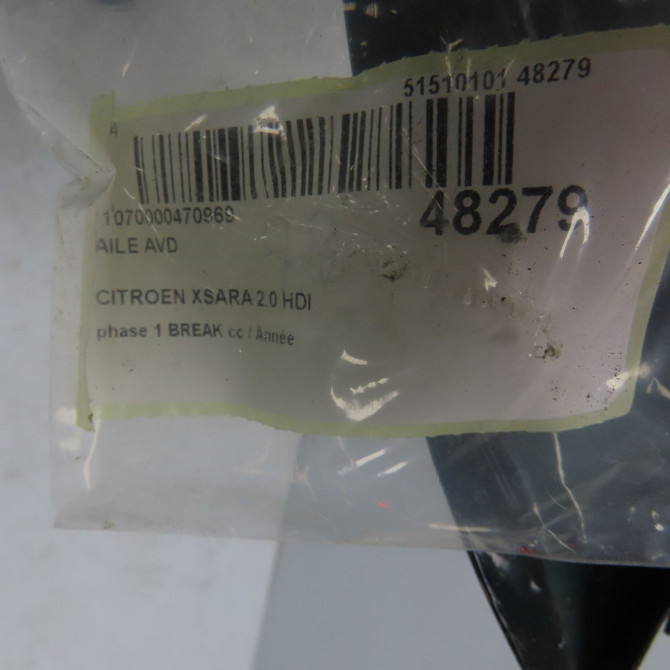 51510101 48279
A
1070000470969
48279
AILE AVD
CITROEN XSARA 2.0 HDI
phase 1 BREAK cc / Année